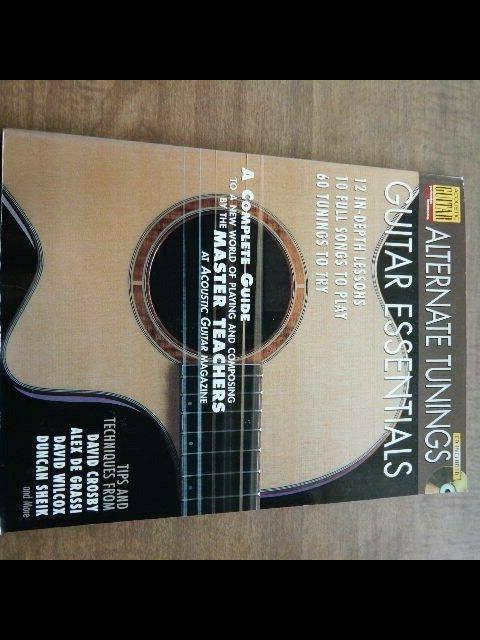 ACOUSTIC
GUITAR
ALTERNATE TUNINGS
GUITAR ESSENTIALS
12 IN-DEPTH LESSONS
10 FULL SONGS TO PLAY
60 TUNINGS TO TRY
A COMPLETE GUIDE
TO A NEW WORLD OF PLAYING AND COMPOSING
BY THE MASTER TEACHERS
AT ACOUSTIC GUITAR MAGAZINE
TIPS AND
TECHNIQUES FROM
DAVID CROSBY
ALEX DE GRASSI
DAVID WILCOX
DUNCAN SHEIK
and More